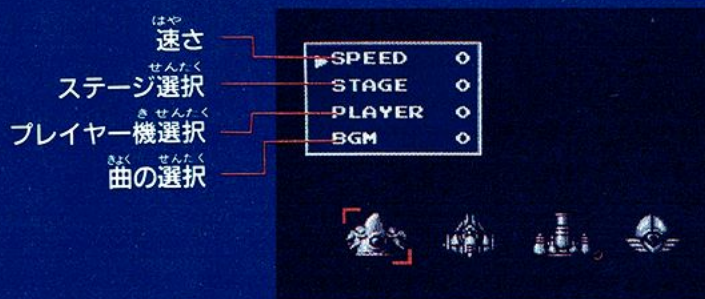 はや
速さ
せんたく
ステージ選択
き せんたく
プレイヤー機選択
きょく せんたく
曲の選択
SPEED 0
STAGE 0
PLAYER 0
BGM 0